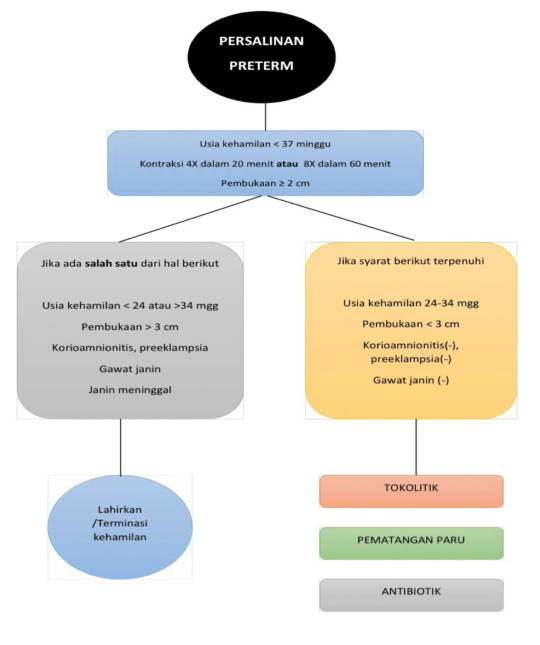 PERSALINAN
PRETERM
Usia kehamilan < 37 minggu
Kontraksi 4X dalam 20 menit atau 8X dalam 60 menit
Pembukaan ≥ 2 cm
Jika ada salah satu dari hal berikut
Usia kehamilan < 24 atau >34 mgg
Pembukaan > 3 cm
Korioamnionitis, preeklampsia
Gawat janin
Janin meninggal
Jika syarat berikut terpenuhi
Usia kehamilan 24-34 mgg
Pembukaan < 3 cm
Korioamnionitis(-),
preeklampsia(-)
Gawat janin (-)
Lahirkan
/Terminasi
kehamilan
TOKOLITIK
PEMATANGAN PARU
ANTIBIOTIK